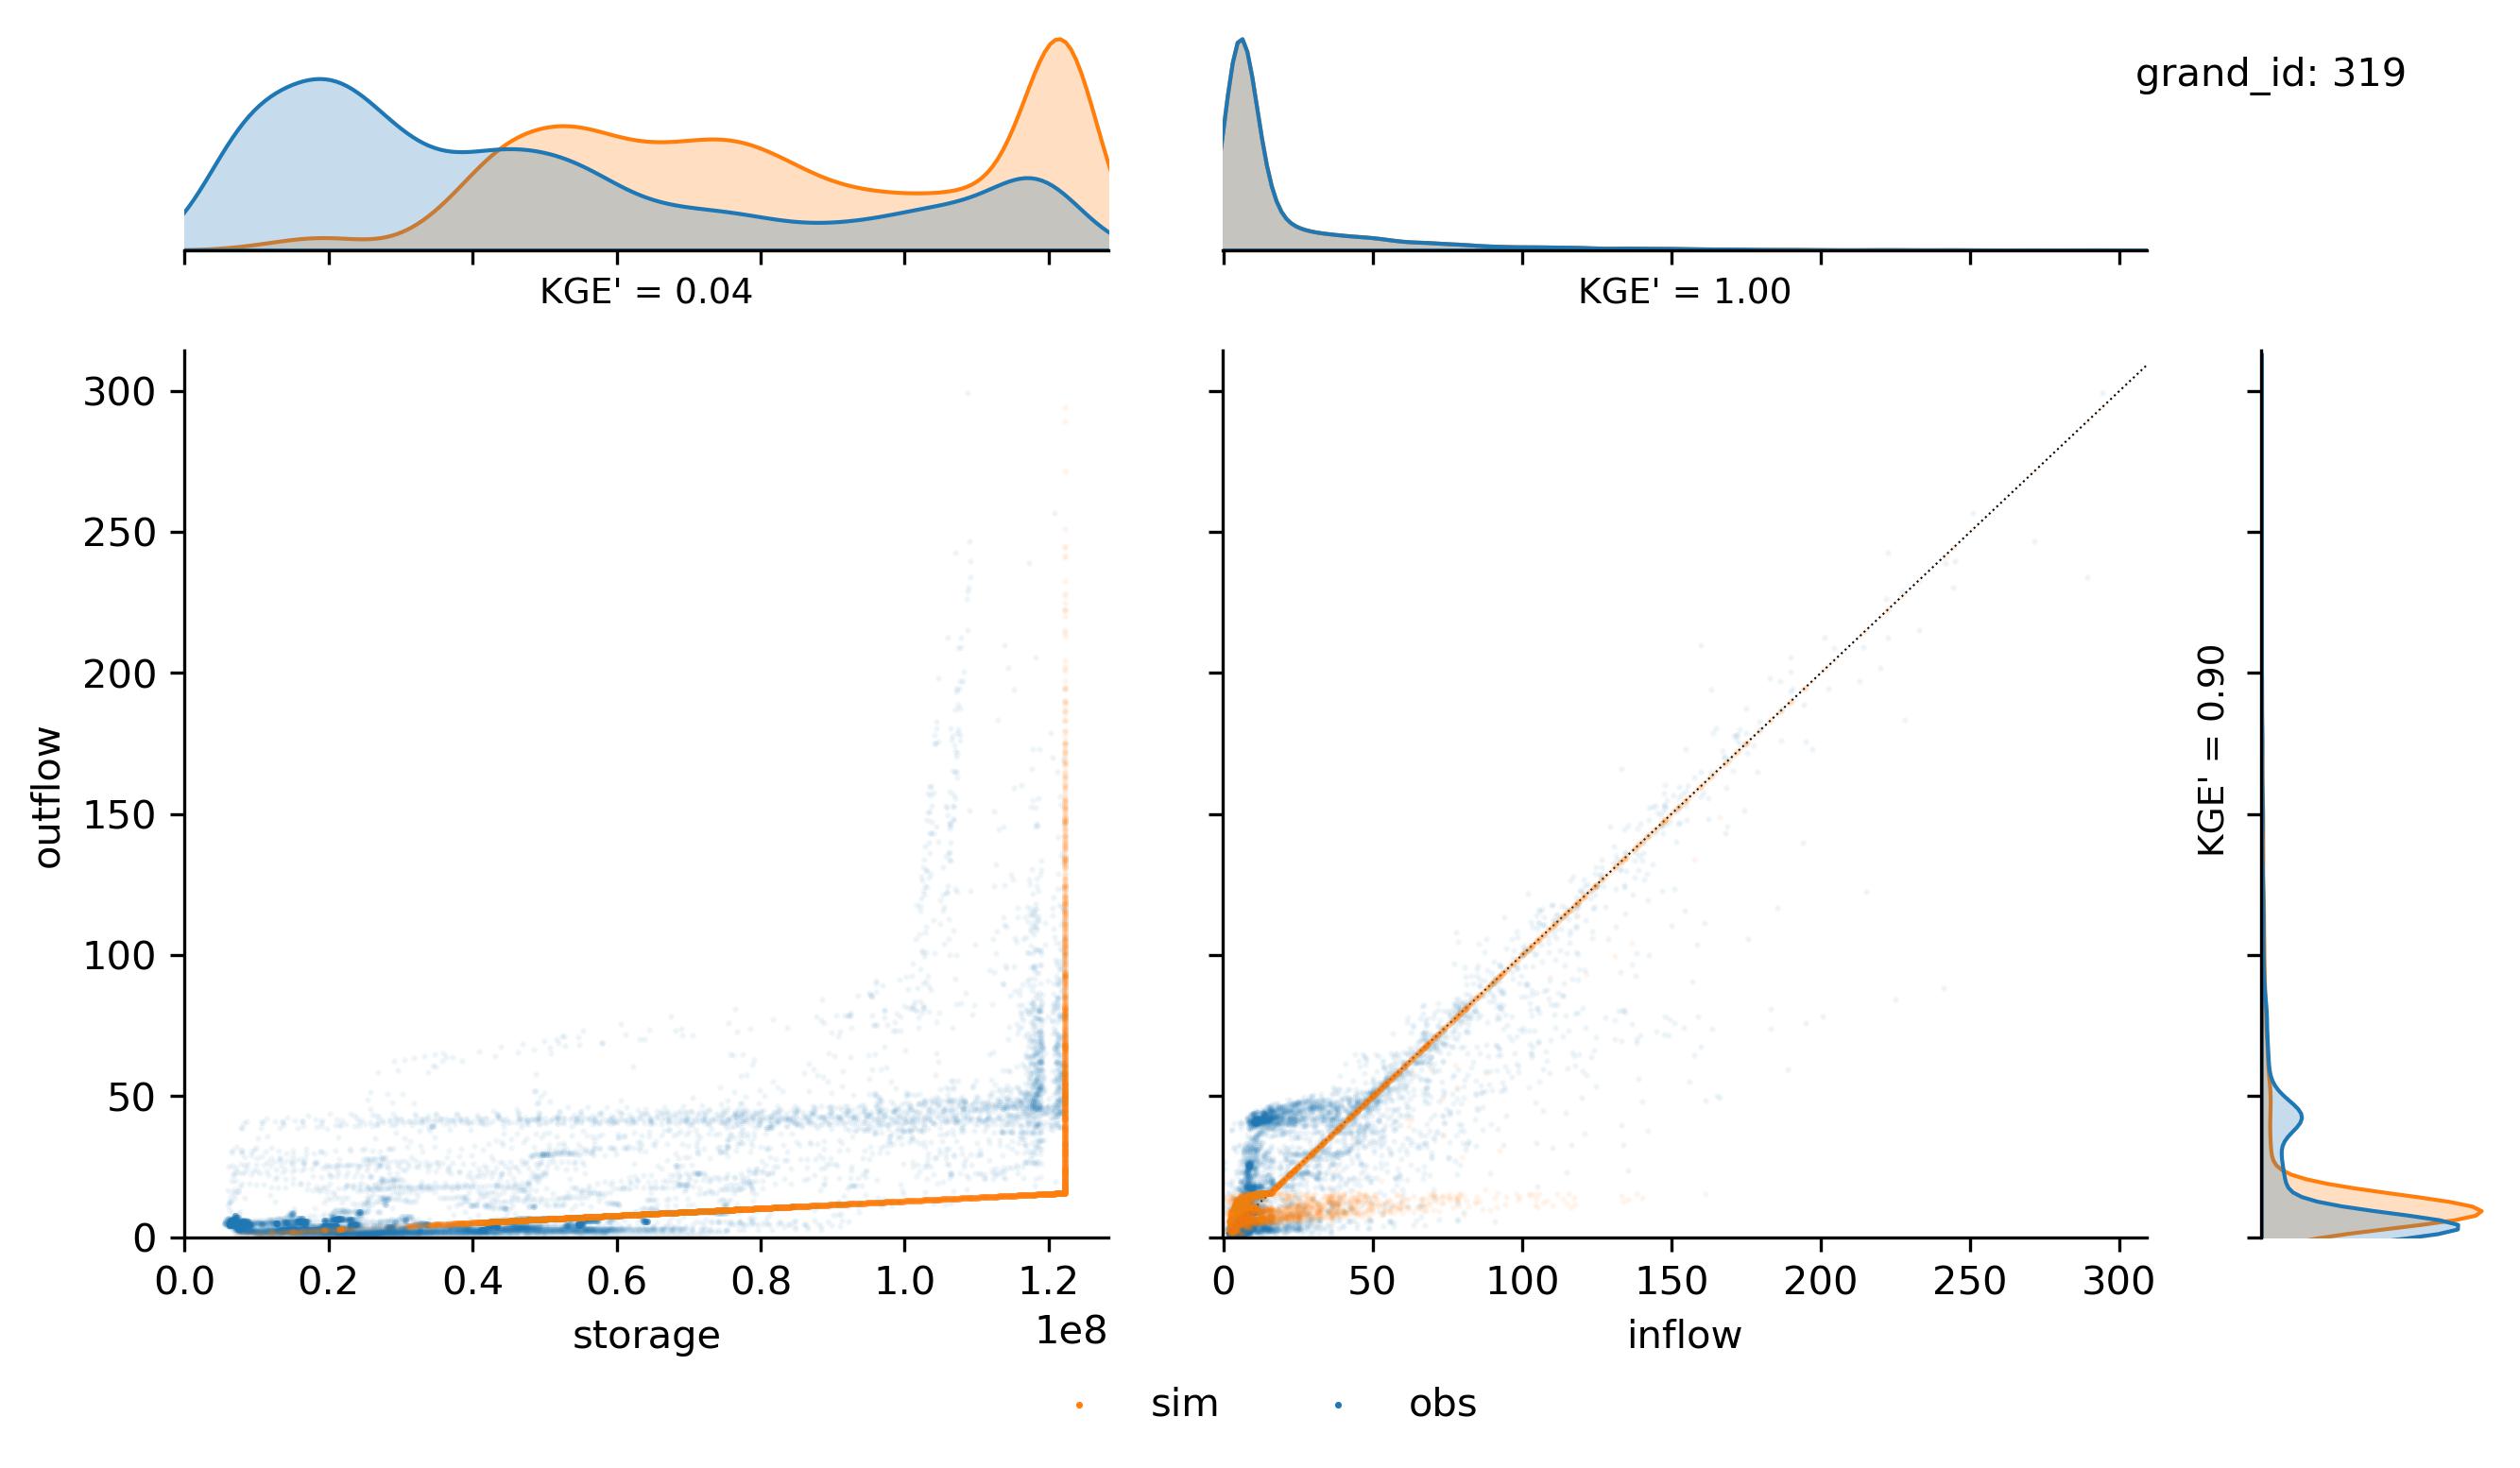 grand_id: 319
KGE' = 0.04
KGE' = 1.00
300
250
200
150
100
50
0
outflow
KGE' = 0.90
0.0 0.2 0.4 0.6 0.8 1.0 1.2
1e8
storage
0 50 100 150 200 250 300
inflow
sim obs